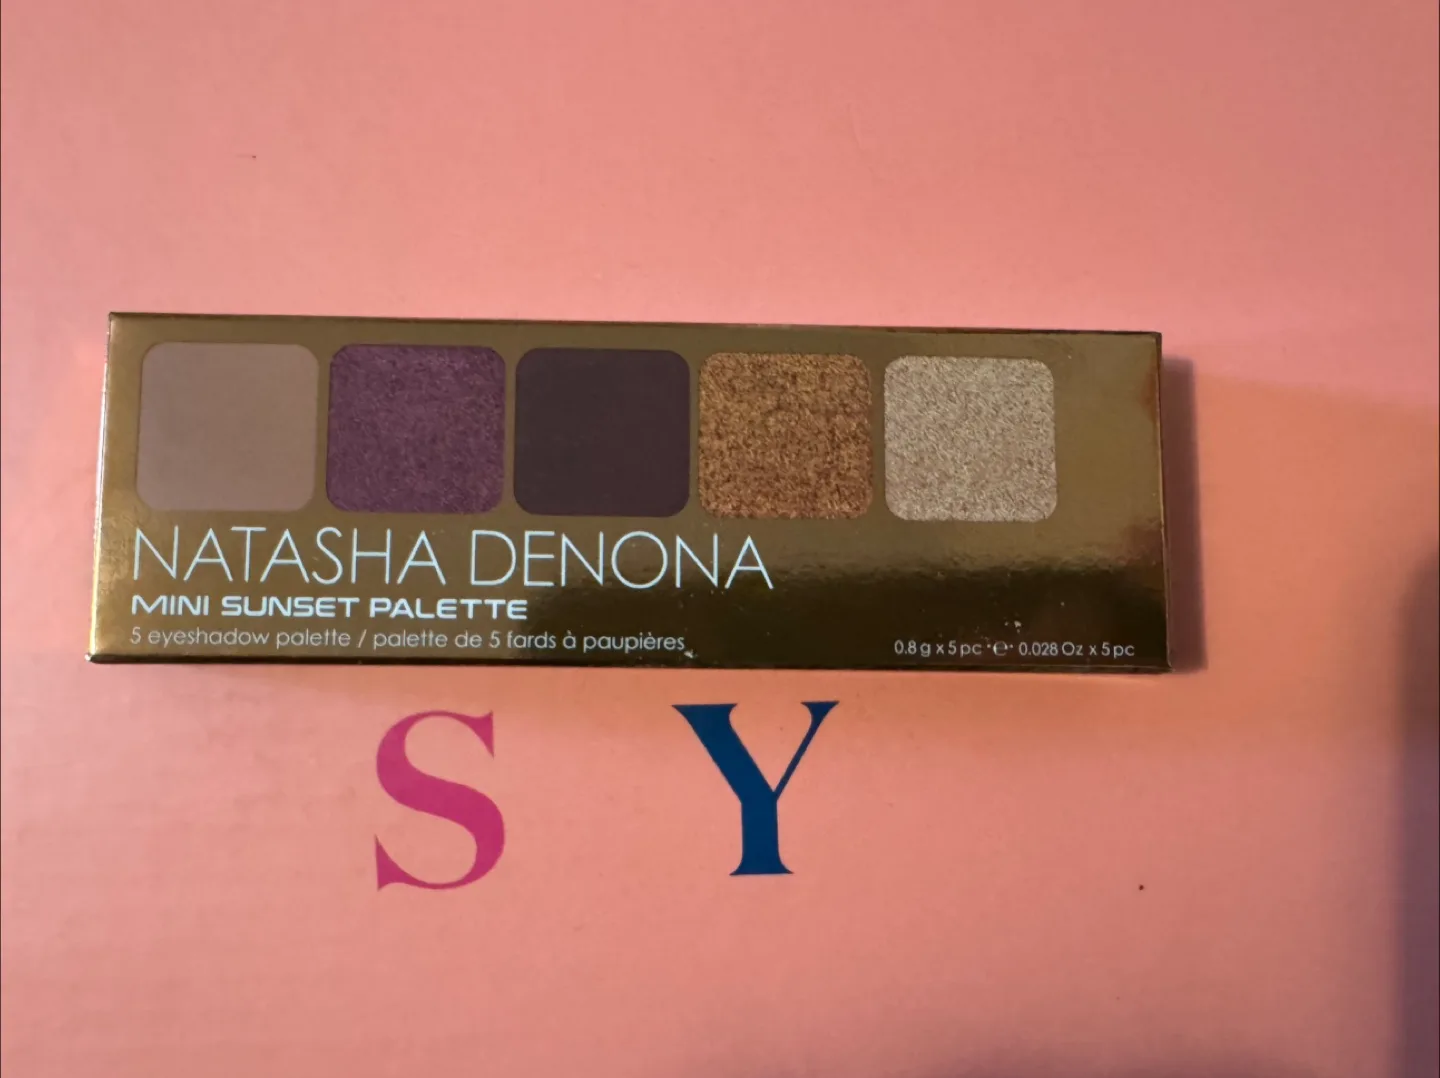 NATASHA DENONA
MINI SUNSET PALETTE
5 eyeshadow palette / palette de 5 fards à paupières
0.8 g x 5 pc ℮ 0.028 Oz x 5 pc
S Y